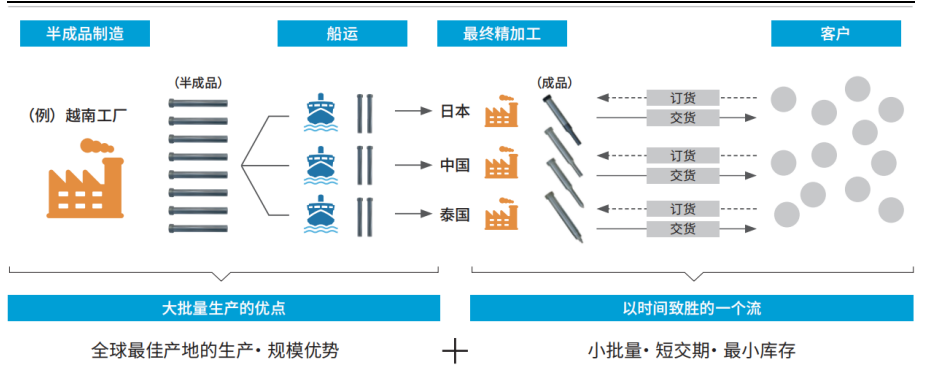 半成品制造
船运
最终精加工
客户
(半成品)
(成品)
(例)越南工厂
日本
订货
交货
中国
订货
交货
泰国
订货
交货
大批量生产的优点
以时间致胜的一个流
全球最佳产地的生产·规模优势
+
小批量·短交期·最小库存